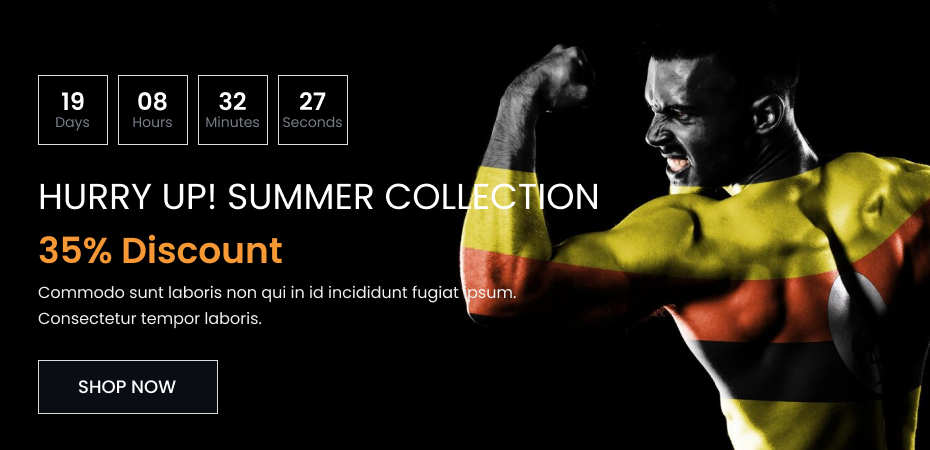 19 08 32 27
Days Hours Minutes Seconds
HURRY UP! SUMMER COLLECTION
35% Discount
Commodo sunt laboris non qui in id incididunt fugiat ipsum.
Consectetur tempor laboris.
SHOP NOW